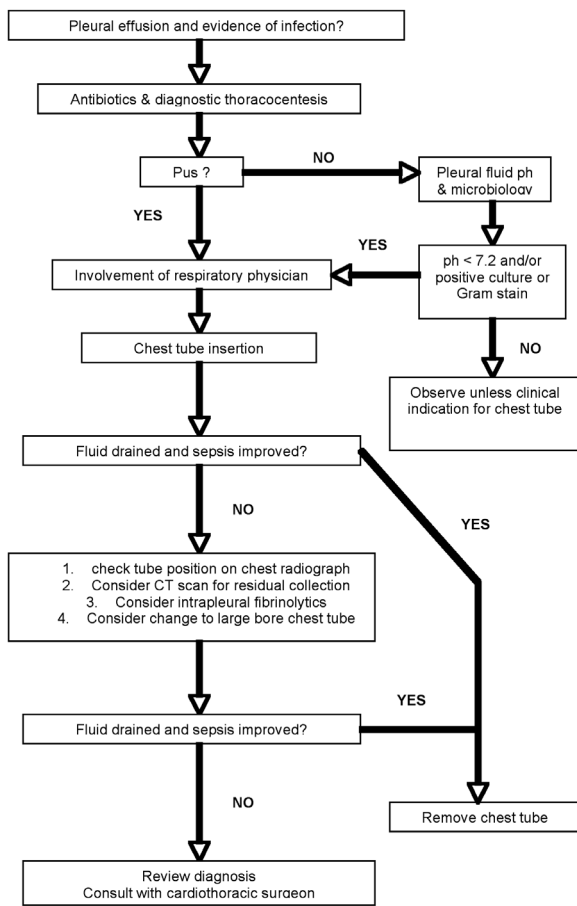 Pleural effusion and evidence of infection?
Antibiotics & diagnostic thoracocentesis
Pus ?
NO
Pleural fluid ph
& microbiology
YES
YES
Involvement of respiratory physician
ph < 7.2 and/or
positive culture or
Gram stain
Chest tube insertion
NO
Observe unless clinical
indication for chest tube
Fluid drained and sepsis improved?
YES
NO
1. check tube position on chest radiograph
2. Consider CT scan for residual collection
3. Consider intrapleural fibrinolytics
4. Consider change to large bore chest tube
YES
Fluid drained and sepsis improved?
NO
Remove chest tube
Review diagnosis
Consult with cardiothoracic surgeon